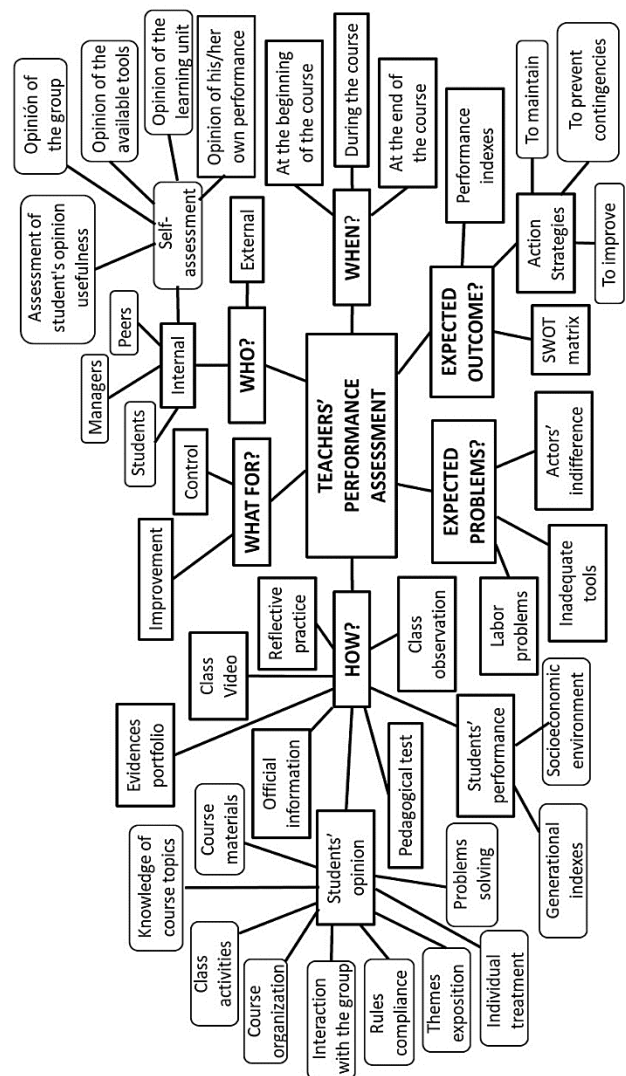 Knowledge of
course topics
Evidences
portfolio
Improvement
Students
Managers
Peers
Assessment of
student's opinion
usefulness
Opinión of
the group
Class
activities
Course
materials
Class
Video
Control
Internal
Self-
assessment
Opinion of the
available tools
Course
organization
Official
information
Reflective
practice
WHAT FOR?
WHO?
External
Opinion of the
learning unit
Opinion of his/her
own performance
Interaction
with the group
Students'
opinion
HOW?
TEACHERS'
PERFORMANCE
ASSESSMENT
WHEN?
At the beginning
of the course
During the course
At the end of
the course
Rules
compliance
Pedagogical test
Class
observation
EXPECTED
PROBLEMS?
EXPECTED
OUTCOME?
Performance
indexes
Themes
exposition
Problems
solving
Students'
performance
Labor
problems
Actors'
indifference
SWOT
matrix
Action
Strategies
To maintain
Individual
treatment
Generational
indexes
Socioeconomic
environment
Inadequate
tools
To improve
To prevent
contingencies